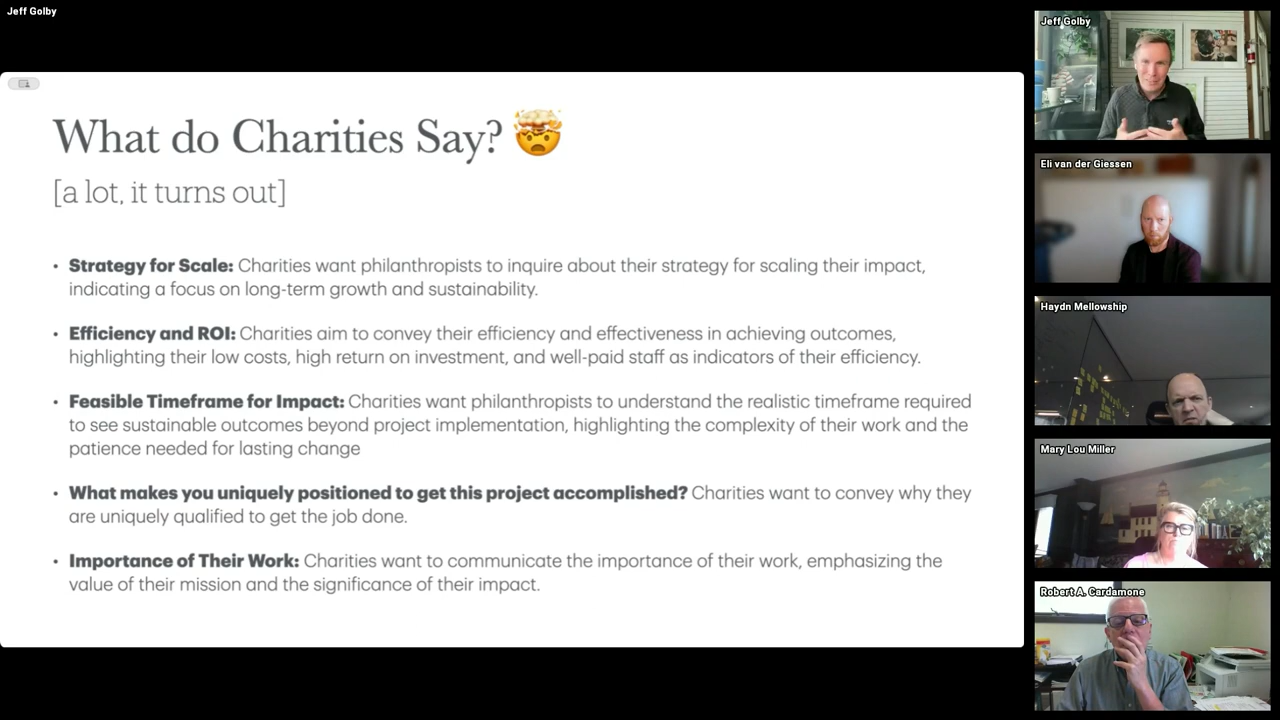 Jeff Golby
What do Charities Say? 🤯
[a lot, it turns out]
• Strategy for Scale: Charities want philanthropists to inquire about their strategy for scaling their impact,
indicating a focus on long-term growth and sustainability.
• Efficiency and ROI: Charities aim to convey their efficiency and effectiveness in achieving outcomes,
highlighting their low costs, high return on investment, and well-paid staff as indicators of their efficiency.
• Feasible Timeframe for Impact: Charities want philanthropists to understand the realistic timeframe required
to see sustainable outcomes beyond project implementation, highlighting the complexity of their work and the
patience needed for lasting change
• What makes you uniquely positioned to get this project accomplished? Charities want to convey why they
are uniquely qualified to get the job done.
• Importance of Their Work: Charities want to communicate the importance of their work, emphasizing the
value of their mission and the significance of their impact.
Jeff Golby
Eli van der Giessen
Haydn Mellowship
Mary Lou Miller
Robert A. Cardamone